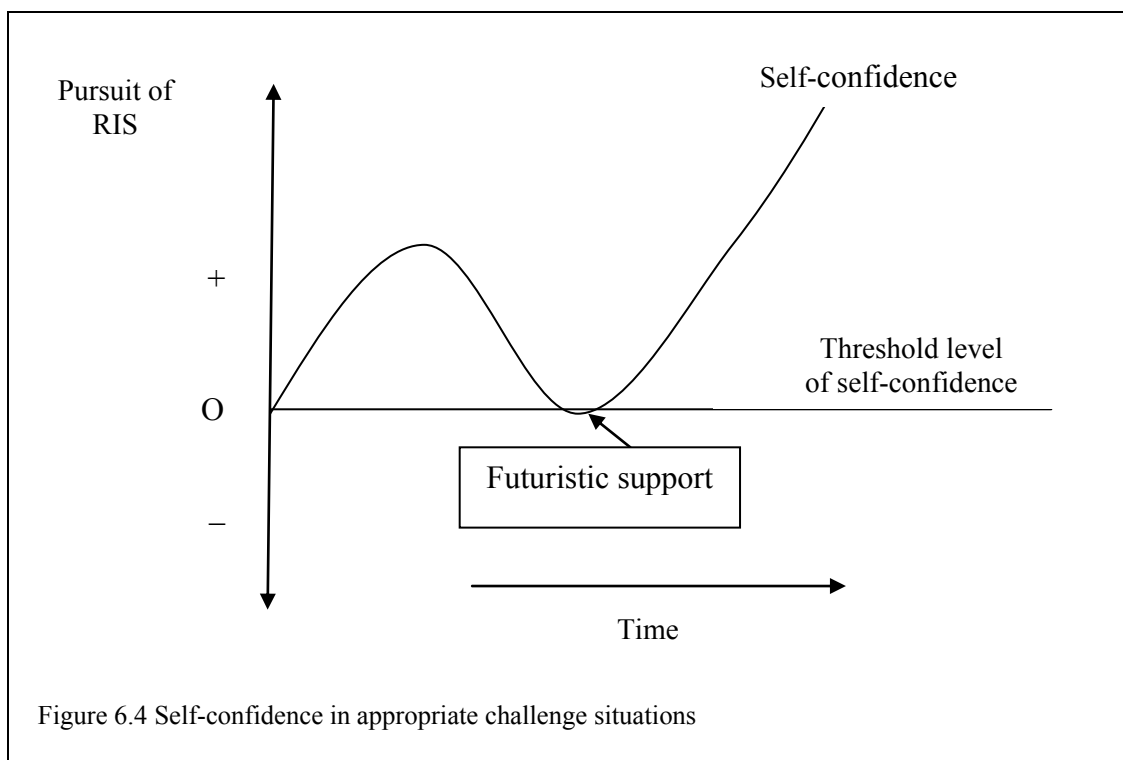 Pursuit of
RIS
Self-confidence
+
Threshold level
of self-confidence
O
Futuristic support
−
Time
Figure 6.4 Self-confidence in appropriate challenge situations